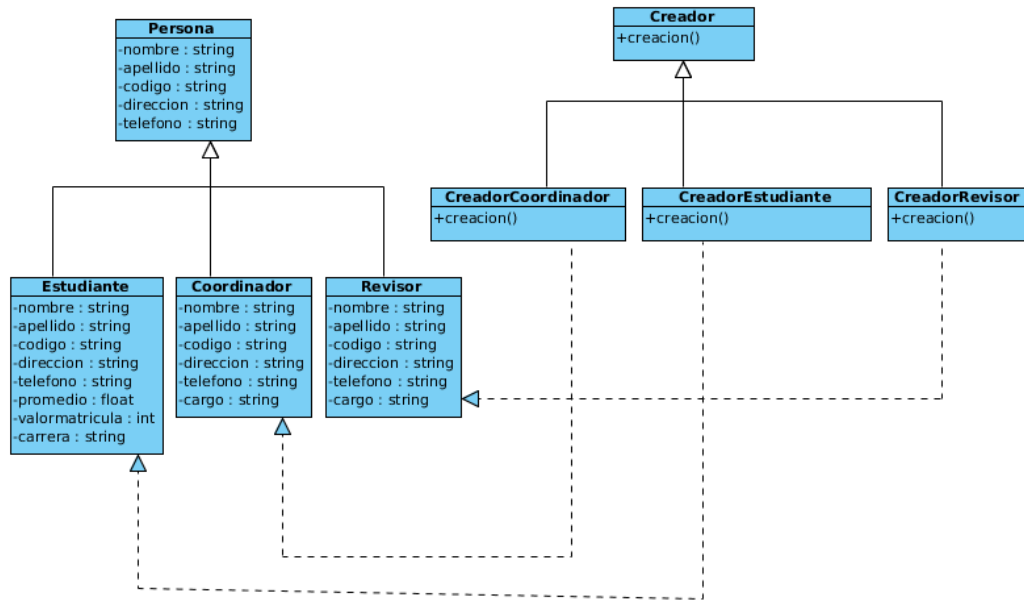 Persona
-nombre : string
-apellido : string
-codigo : string
-direccion : string
-telefono : string
Creador
+creacion()
CreadorCoordinador
+creacion()
CreadorEstudiante
+creacion()
CreadorRevisor
+creacion()
Estudiante
-nombre : string
-apellido : string
-codigo : string
-direccion : string
-telefono : string
-promedio : float
-valormatricula : int
-carrera : string
Coordinador
-nombre : string
-apellido : string
-codigo : string
-direccion : string
-telefono : string
-cargo : string
Revisor
-nombre : string
-apellido : string
-codigo : string
-direccion : string
-telefono : string
-cargo : string